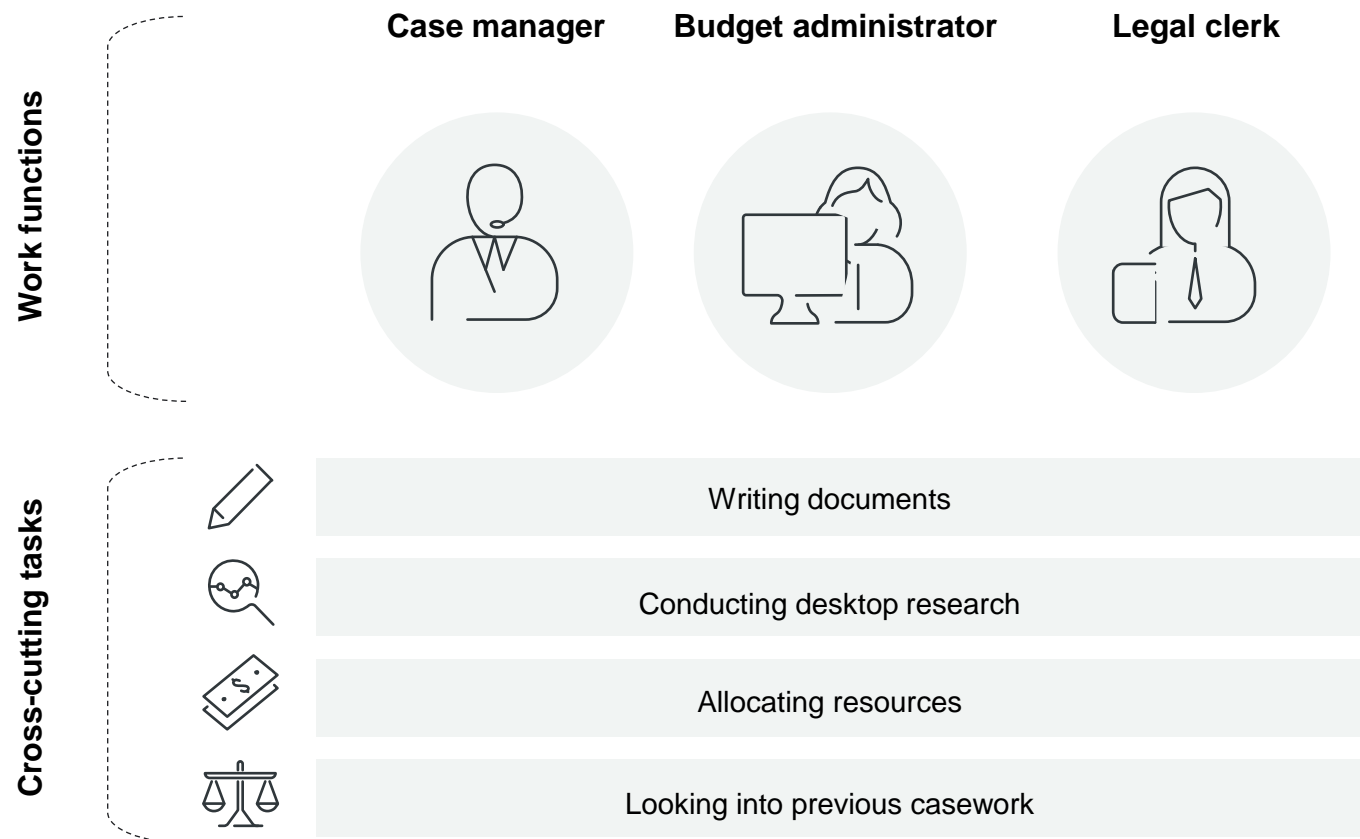 Case manager
Budget administrator
Legal clerk
Work functions
Cross-cutting tasks
Writing documents
Conducting desktop research
$
Allocating resources
Looking into previous casework